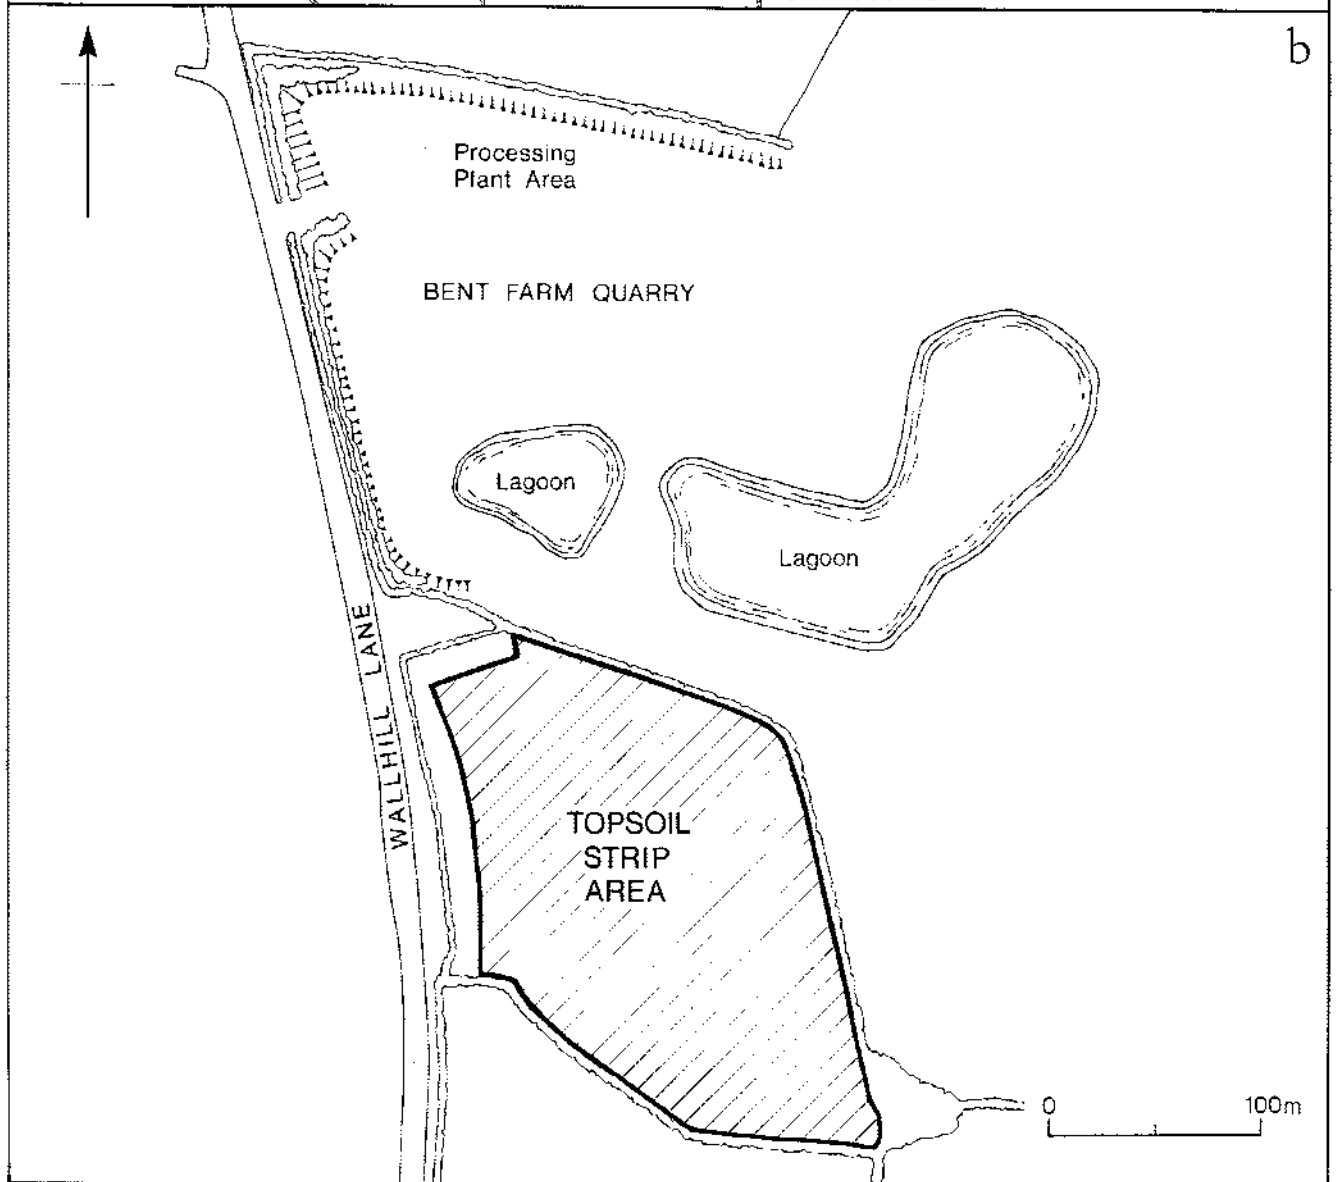 b
Processing
Plant Area
BENT FARM QUARRY
Lagoon
Lagoon
WALLHILL LANE
TOPSOIL
STRIP
AREA
0 100m